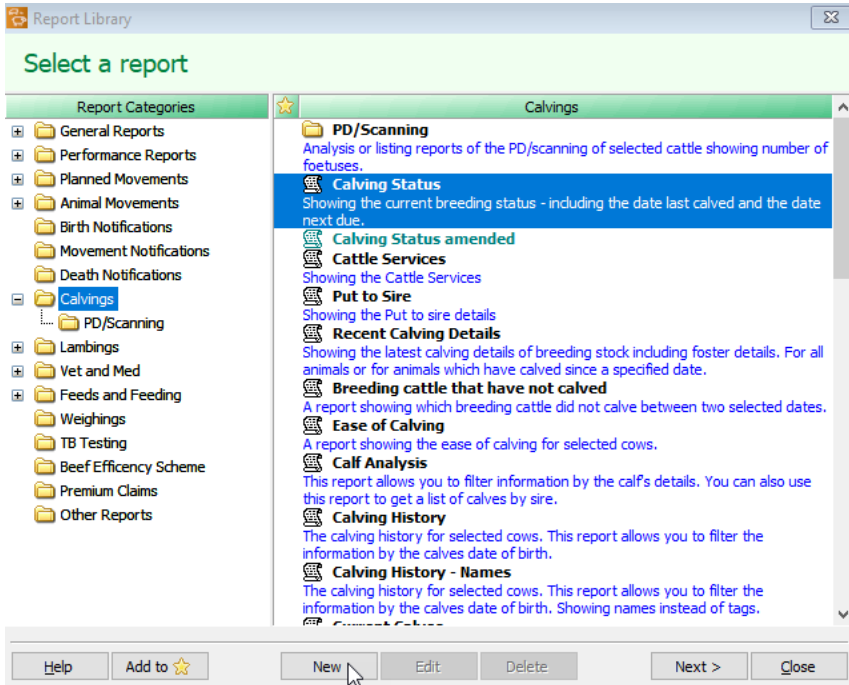 Report Library
Select a report
Report Categories
General Reports
Performance Reports
Planned Movements
Animal Movements
Birth Notifications
Movement Notifications
Death Notifications
Calvings
PD/Scanning
Lambings
Vet and Med
Feeds and Feeding
Weighings
TB Testing
Beef Efficency Scheme
Premium Claims
Other Reports
Calvings
PD/Scanning
Analysis or listing reports of the PD/scanning of selected cattle showing number of
foetuses.
Calving Status
Showing the current breeding status - including the date last calved and the date
next due.
Calving Status amended
Cattle Services
Showing the Cattle Services
Put to Sire
Showing the Put to sire details
Recent Calving Details
Showing the latest calving details of breeding stock including foster details. For all
animals or for animals which have calved since a specified date.
Breeding cattle that have not calved
A report showing which breeding cattle did not calve between two selected dates.
Ease of Calving
A report showing the ease of calving for selected cows.
Calf Analysis
This report allows you to filter information by the calf's details. You can also use
this report to get a list of calves by sire.
Calving History
The calving history for selected cows. This report allows you to filter the
information by the calves date of birth.
Calving History - Names
The calving history for selected cows. This report allows you to filter the
information by the calves date of birth. Showing names instead of tags.
Help
Add to
New
Edit
Delete
Next >
Close